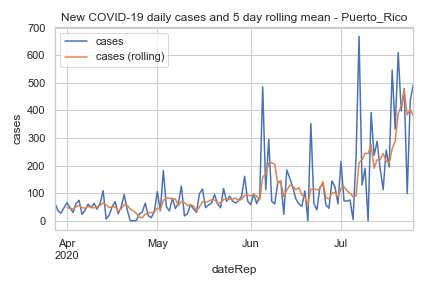 New COVID-19 daily cases and 5 day rolling mean - Puerto_Rico
cases
cases (rolling)
700
600
500
400
300
200
100
0
cases
Apr
2020
May
Jun
Jul
dateRep